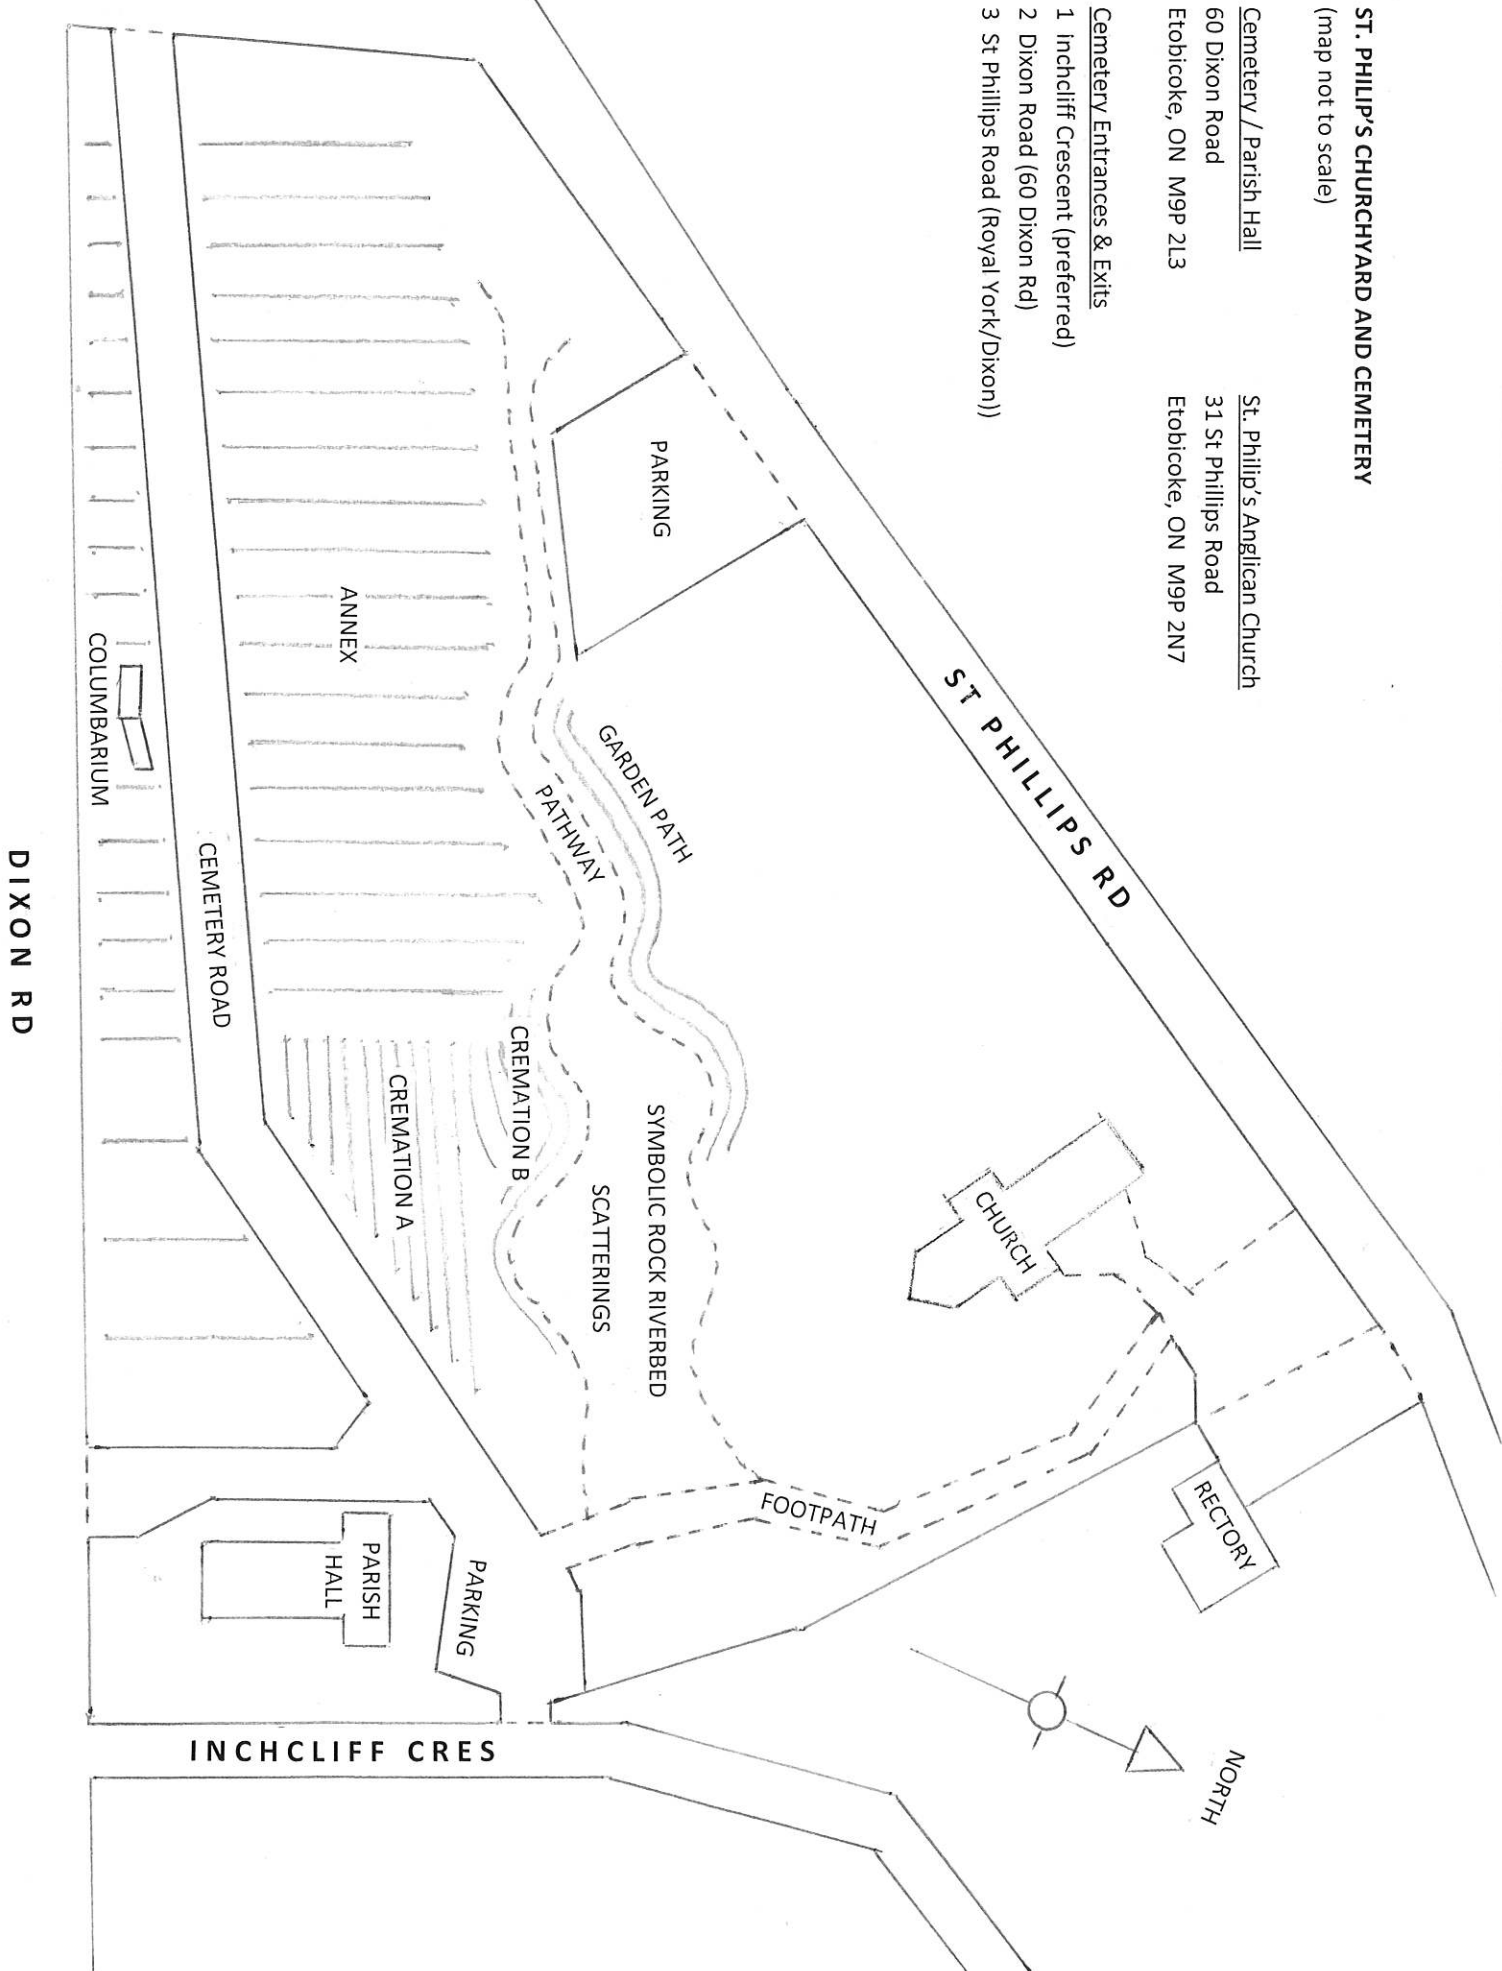 ST. PHILIP'S CHURCHYARD AND CEMETERY
(map not to scale)
Cemetery / Parish Hall
60 Dixon Road
Etobicoke, ON M9P 2L3
St. Philip's Anglican Church
31 St Phillips Road
Etobicoke, ON M9P 2N7
Cemetery Entrances & Exits
1 Inchcliff Crescent (preferred)
2 Dixon Road (60 Dixon Rd)
3 St Phillips Road (Royal York/Dixon))
ST PHILLIPS RD
PARKING
GARDEN PATH
PATHWAY
ANNEX
CHURCH
RECTORY
SYMBOLIC ROCK RIVERBED
SCATTERINGS
CREMATION B
CREMATION A
FOOTPATH
CEMETERY ROAD
COLUMBARIUM
PARKING
PARISH
HALL
NORTH
INCHCLIFF CRES
DIXON RD